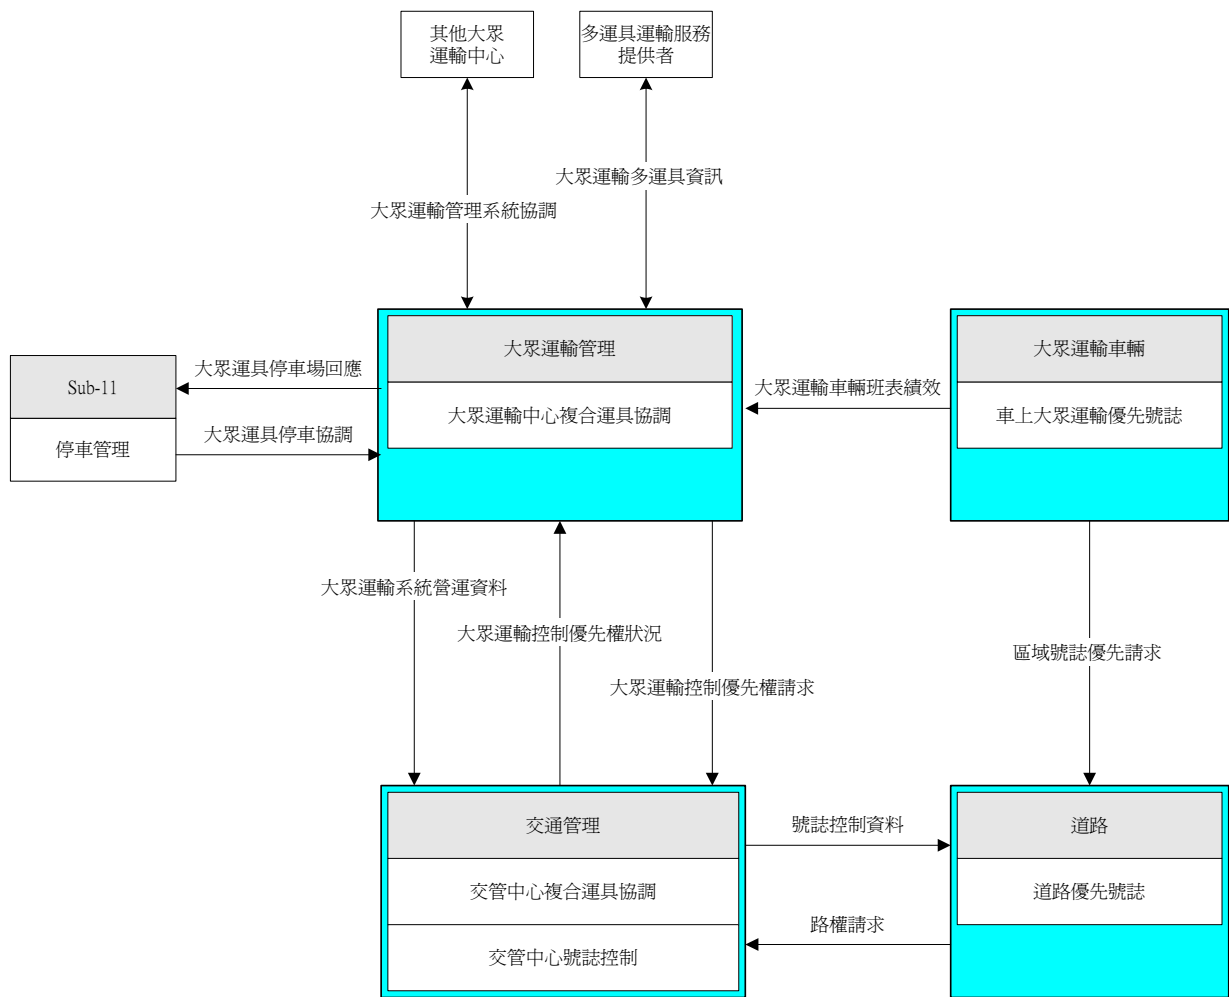 其他大眾
運輸中心
多運具運輸服務
提供者
大眾運輸多運具資訊
大眾運輸管理系統協調
大眾運輸管理
大眾運輸中心複合運具協調
大眾運輸車輛
車上大眾運輸優先號誌
Sub-11
停車管理
大眾運具停車場回應
大眾運具停車協調
大眾運輸車輛班表績效
大眾運輸系統營運資料
大眾運輸控制優先權狀況
大眾運輸控制優先權請求
區域號誌優先請求
交通管理
交管中心複合運具協調
交管中心號誌控制
號誌控制資料
路權請求
道路
道路優先號誌